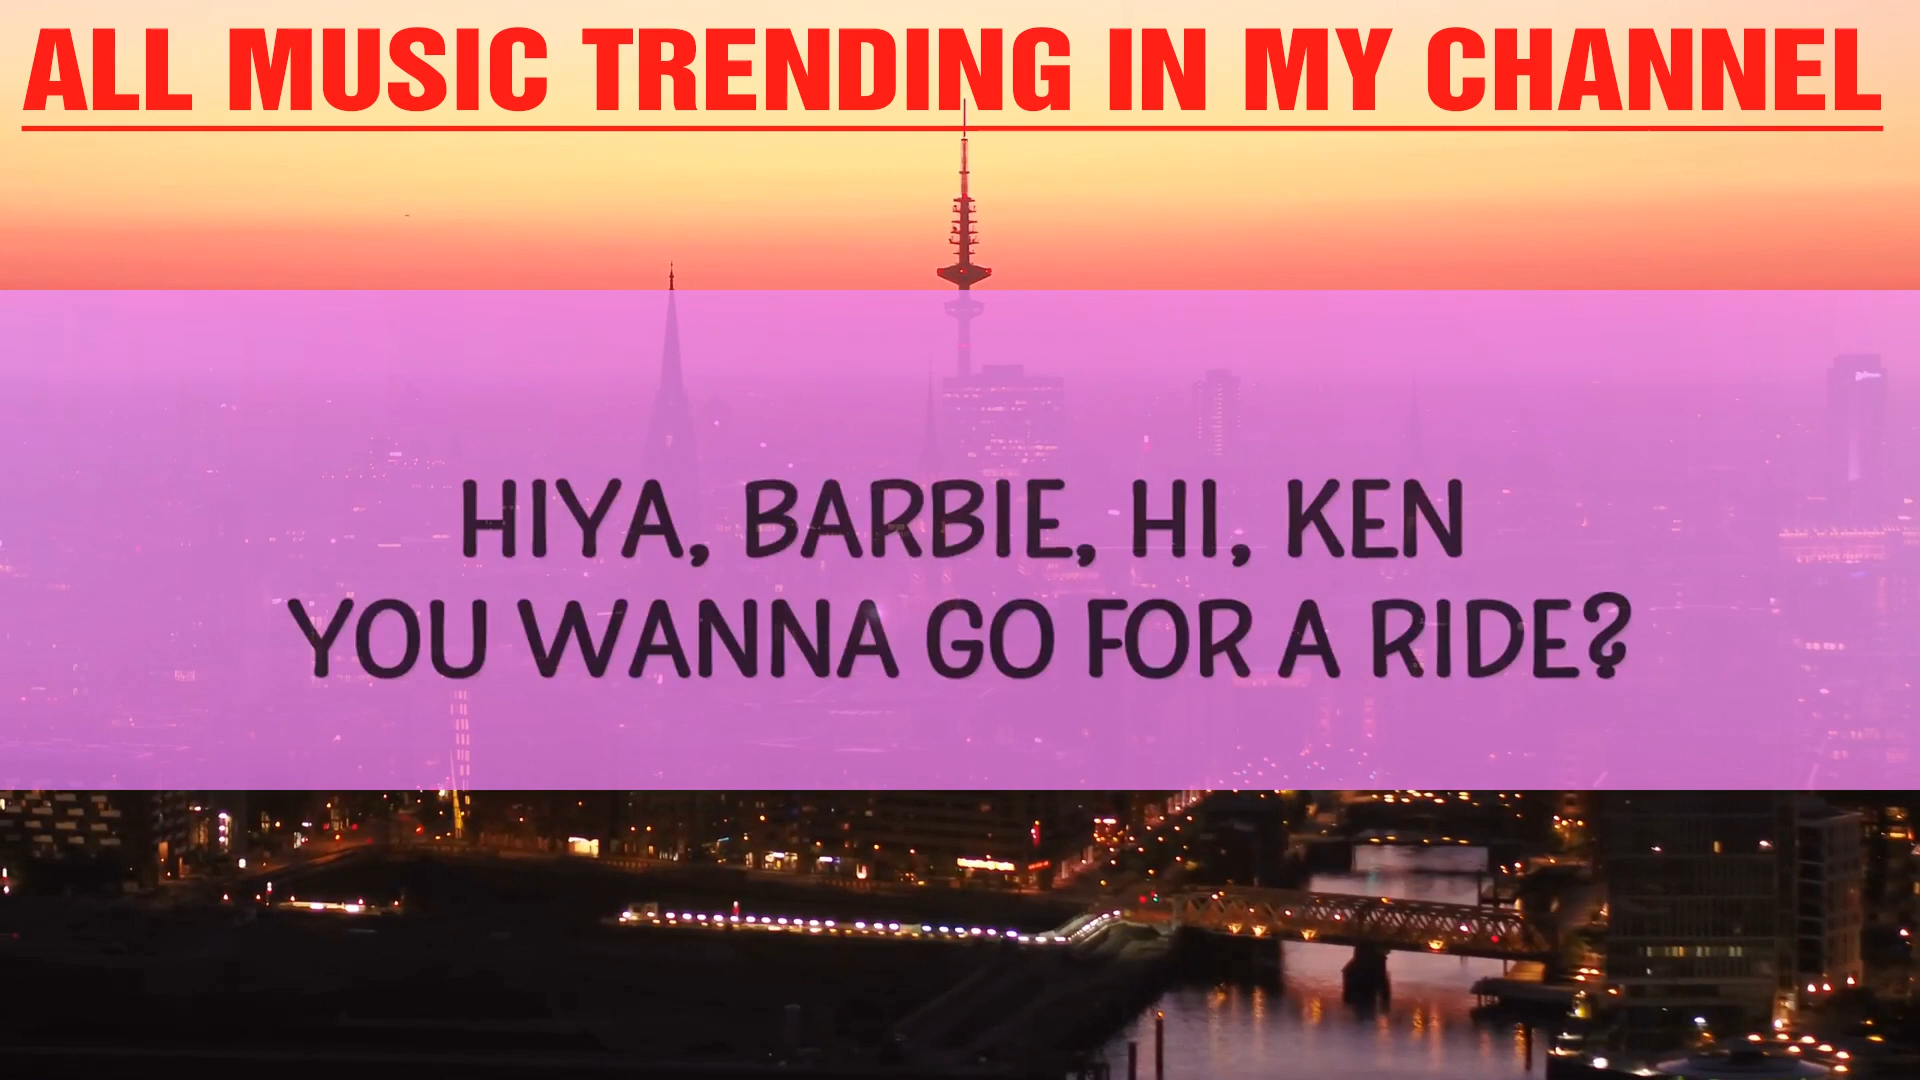 ALL MUSIC TRENDING IN MY CHANNEL
HIYA, BARBIE, HI, KEN
YOU WANNA GO FOR A RIDE?